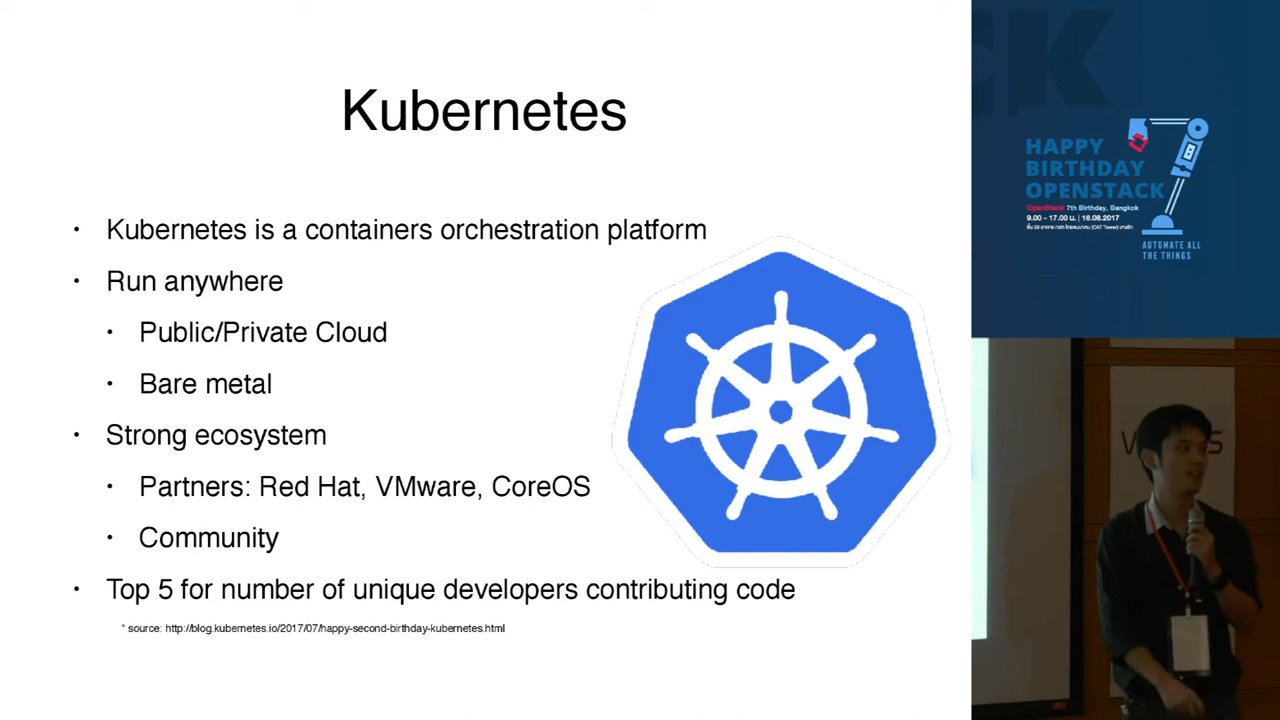 Kubernetes
• Kubernetes is a containers orchestration platform
• Run anywhere
• Public/Private Cloud
• Bare metal
• Strong ecosystem
• Partners: Red Hat, VMware, CoreOS
• Community
• Top 5 for number of unique developers contributing code
* source: http://blog.kubernetes.io/2017/07/happy-second-birthday-kubernetes.html
CK
HAPPY
BIRTHDAY
OPENSTACK
7
OpenStack 7th Birthday, Bangkok
9.00 - 17.00 น. | 16.08.2017
AUTOMATE ALL
THE THINGS